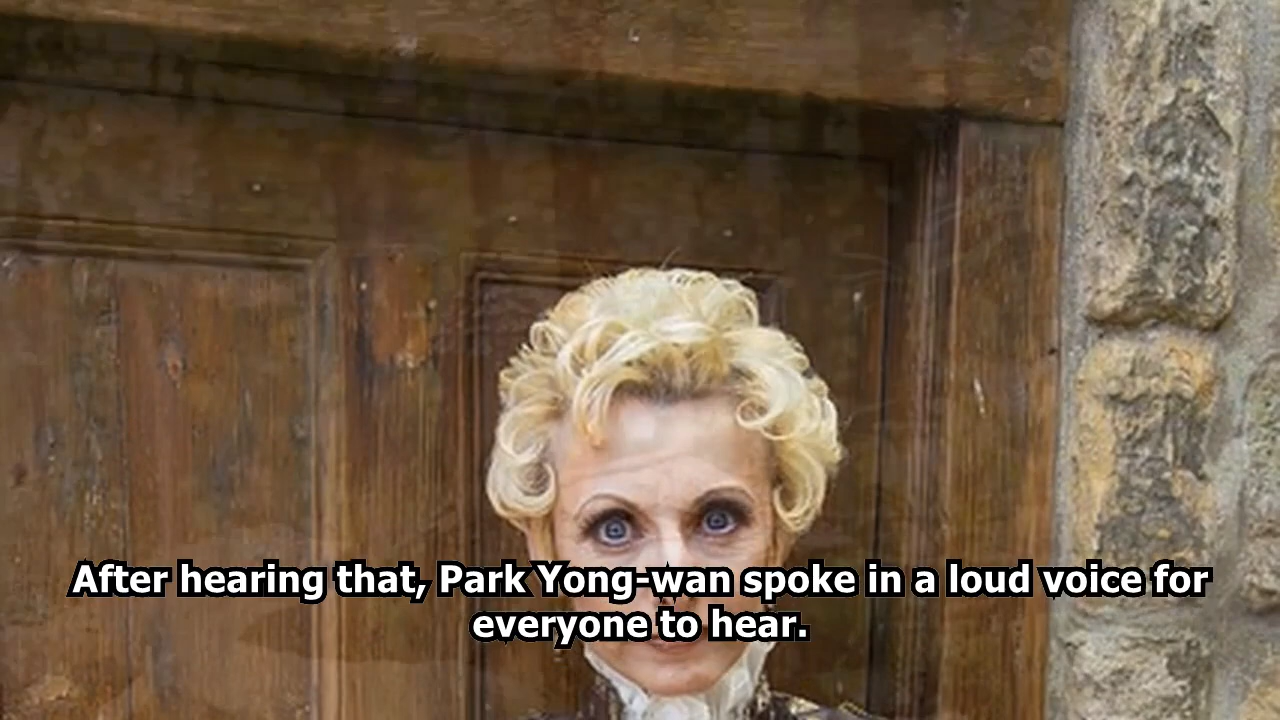 After hearing that, Park Yong-wan spoke in a loud voice for
everyone to hear.